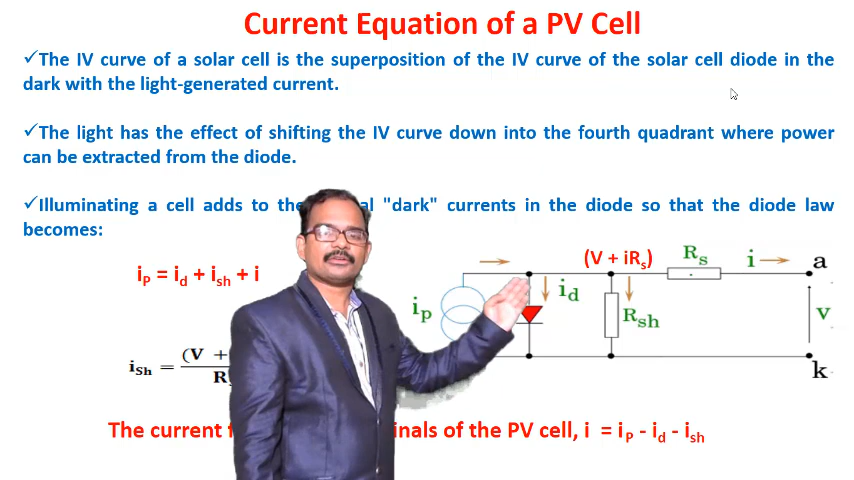 Current Equation of a PV Cell
✓The IV curve of a solar cell is the superposition of the IV curve of the solar cell diode in the
dark with the light-generated current.
✓The light has the effect of shifting the IV curve down into the fourth quadrant where power
can be extracted from the diode.
✓Illuminating a cell adds to the "dark" currents in the diode so that the diode law
becomes:
(V + iRs) Rs i a
iP = id + ish + i
ip id Rsh v
iSh = (V +
R
k
The current of the PV cell, i = iP - id - ish